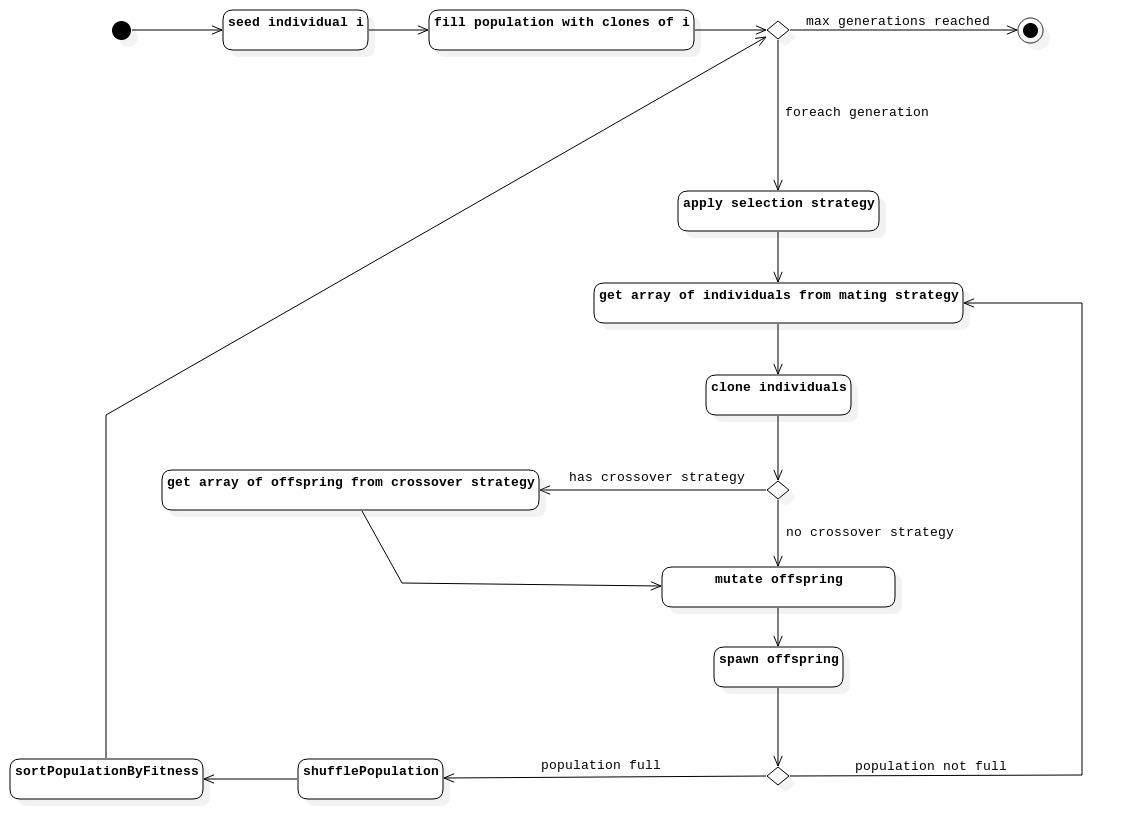 seed individual i
fill population with clones of i
max generations reached
foreach generation
apply selection strategy
get array of individuals from mating strategy
clone individuals
has crossover strategy
get array of offspring from crossover strategy
no crossover strategy
mutate offspring
spawn offspring
population full
population not full
shufflePopulation
sortPopulationByFitness